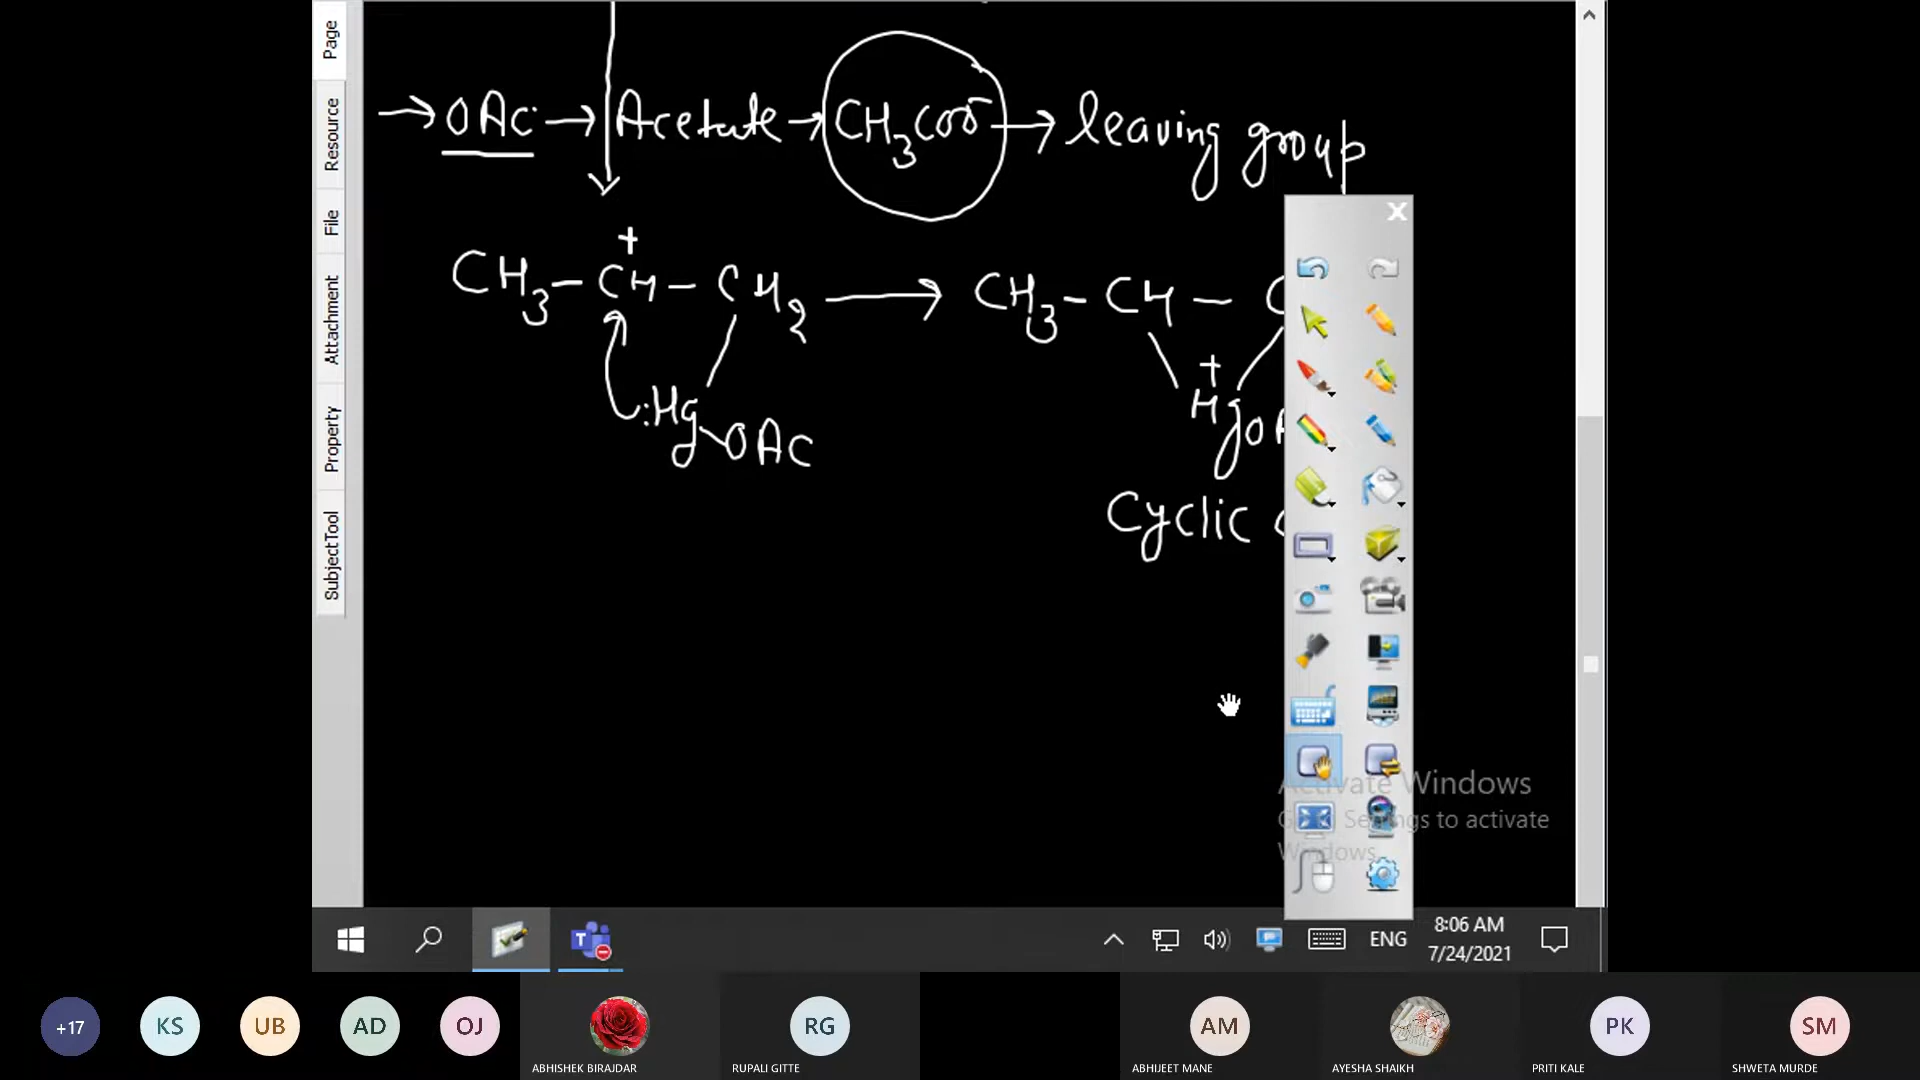 Page
Resource
File
Attachment
Property
SubjectTool
→ OAc → Acetate → CH3COO⁻ → leaving group
+
CH3 – CH – CH2 → CH3 – CH – C
+
:Hg HgOA
OAc
Cyclic
X
Activate Windows
Go to Settings to activate
Windows.
T
ENG
8:06 AM
7/24/2021
+17
KS
UB
AD
OJ
RG
AM
PK
SM
ABHISHEK BIRAJDAR
RUPALI GITTE
ABHIJEET MANE
AYESHA SHAIKH
PRITI KALE
SHWETA MURDE